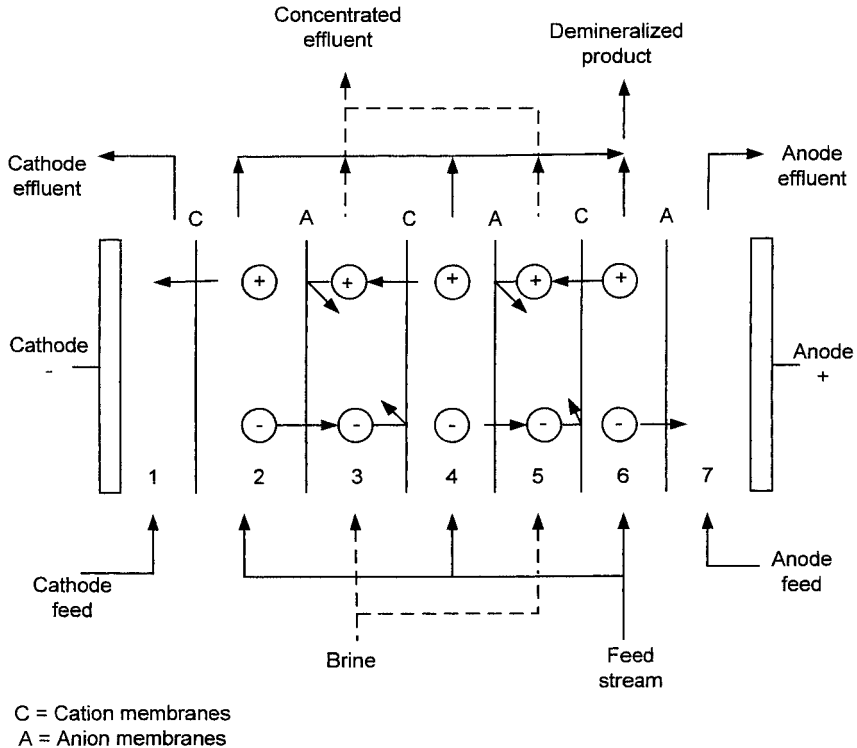 Concentrated
effluent
Demineralized
product
Cathode
effluent
Anode
effluent
C
A
C
A
C
A
+
+
+
+
+
Cathode
-
Anode
+
-
-
-
-
-
1
2
3
4
5
6
7
Cathode
feed
Anode
feed
Brine
Feed
stream
C = Cation membranes
A = Anion membranes